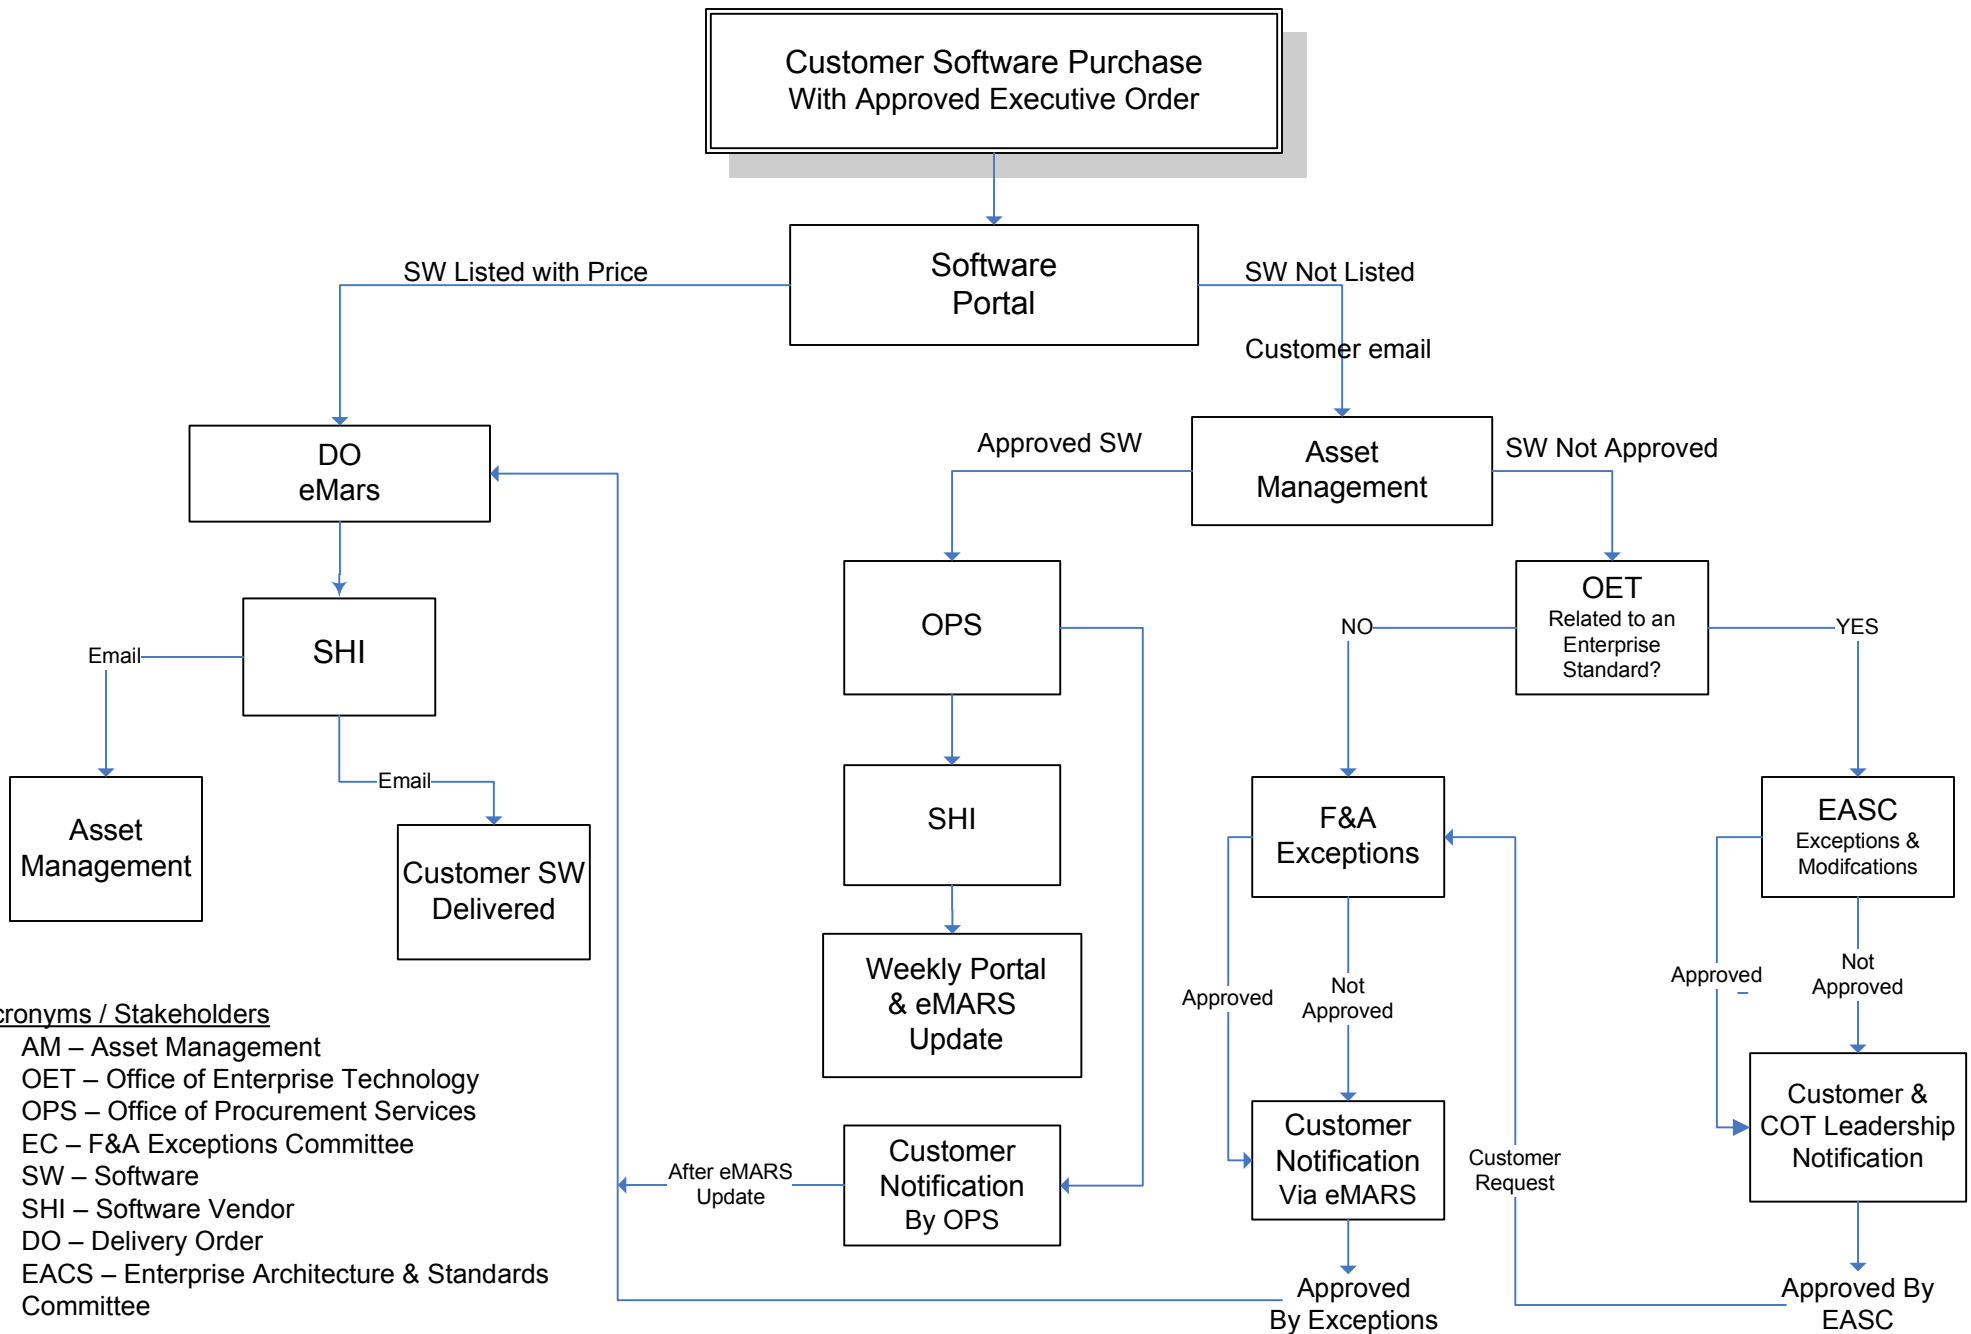 Customer Software Purchase
With Approved Executive Order
Software
Portal
SW Listed with Price
SW Not Listed
Customer email
DO
eMars
Approved SW
Asset
Management
SW Not Approved
OPS
OET
Related to an
Enterprise
Standard?
NO
YES
SHI
Email
Email
Asset
Management
Customer SW
Delivered
SHI
F&A
Exceptions
EASC
Exceptions &
Modifcations
Weekly Portal
& eMARS
Update
Approved
Not
Approved
Approved
Not
Approved
cronyms / Stakeholders
AM – Asset Management
OET – Office of Enterprise Technology
OPS – Office of Procurement Services
EC – F&A Exceptions Committee
SW – Software
SHI – Software Vendor
DO – Delivery Order
EACS – Enterprise Architecture & Standards
Committee
After eMARS
Update
Customer
Notification
By OPS
Customer
Notification
Via eMARS
Customer
Request
Customer &
COT Leadership
Notification
Approved
By Exceptions
Approved By
EASC